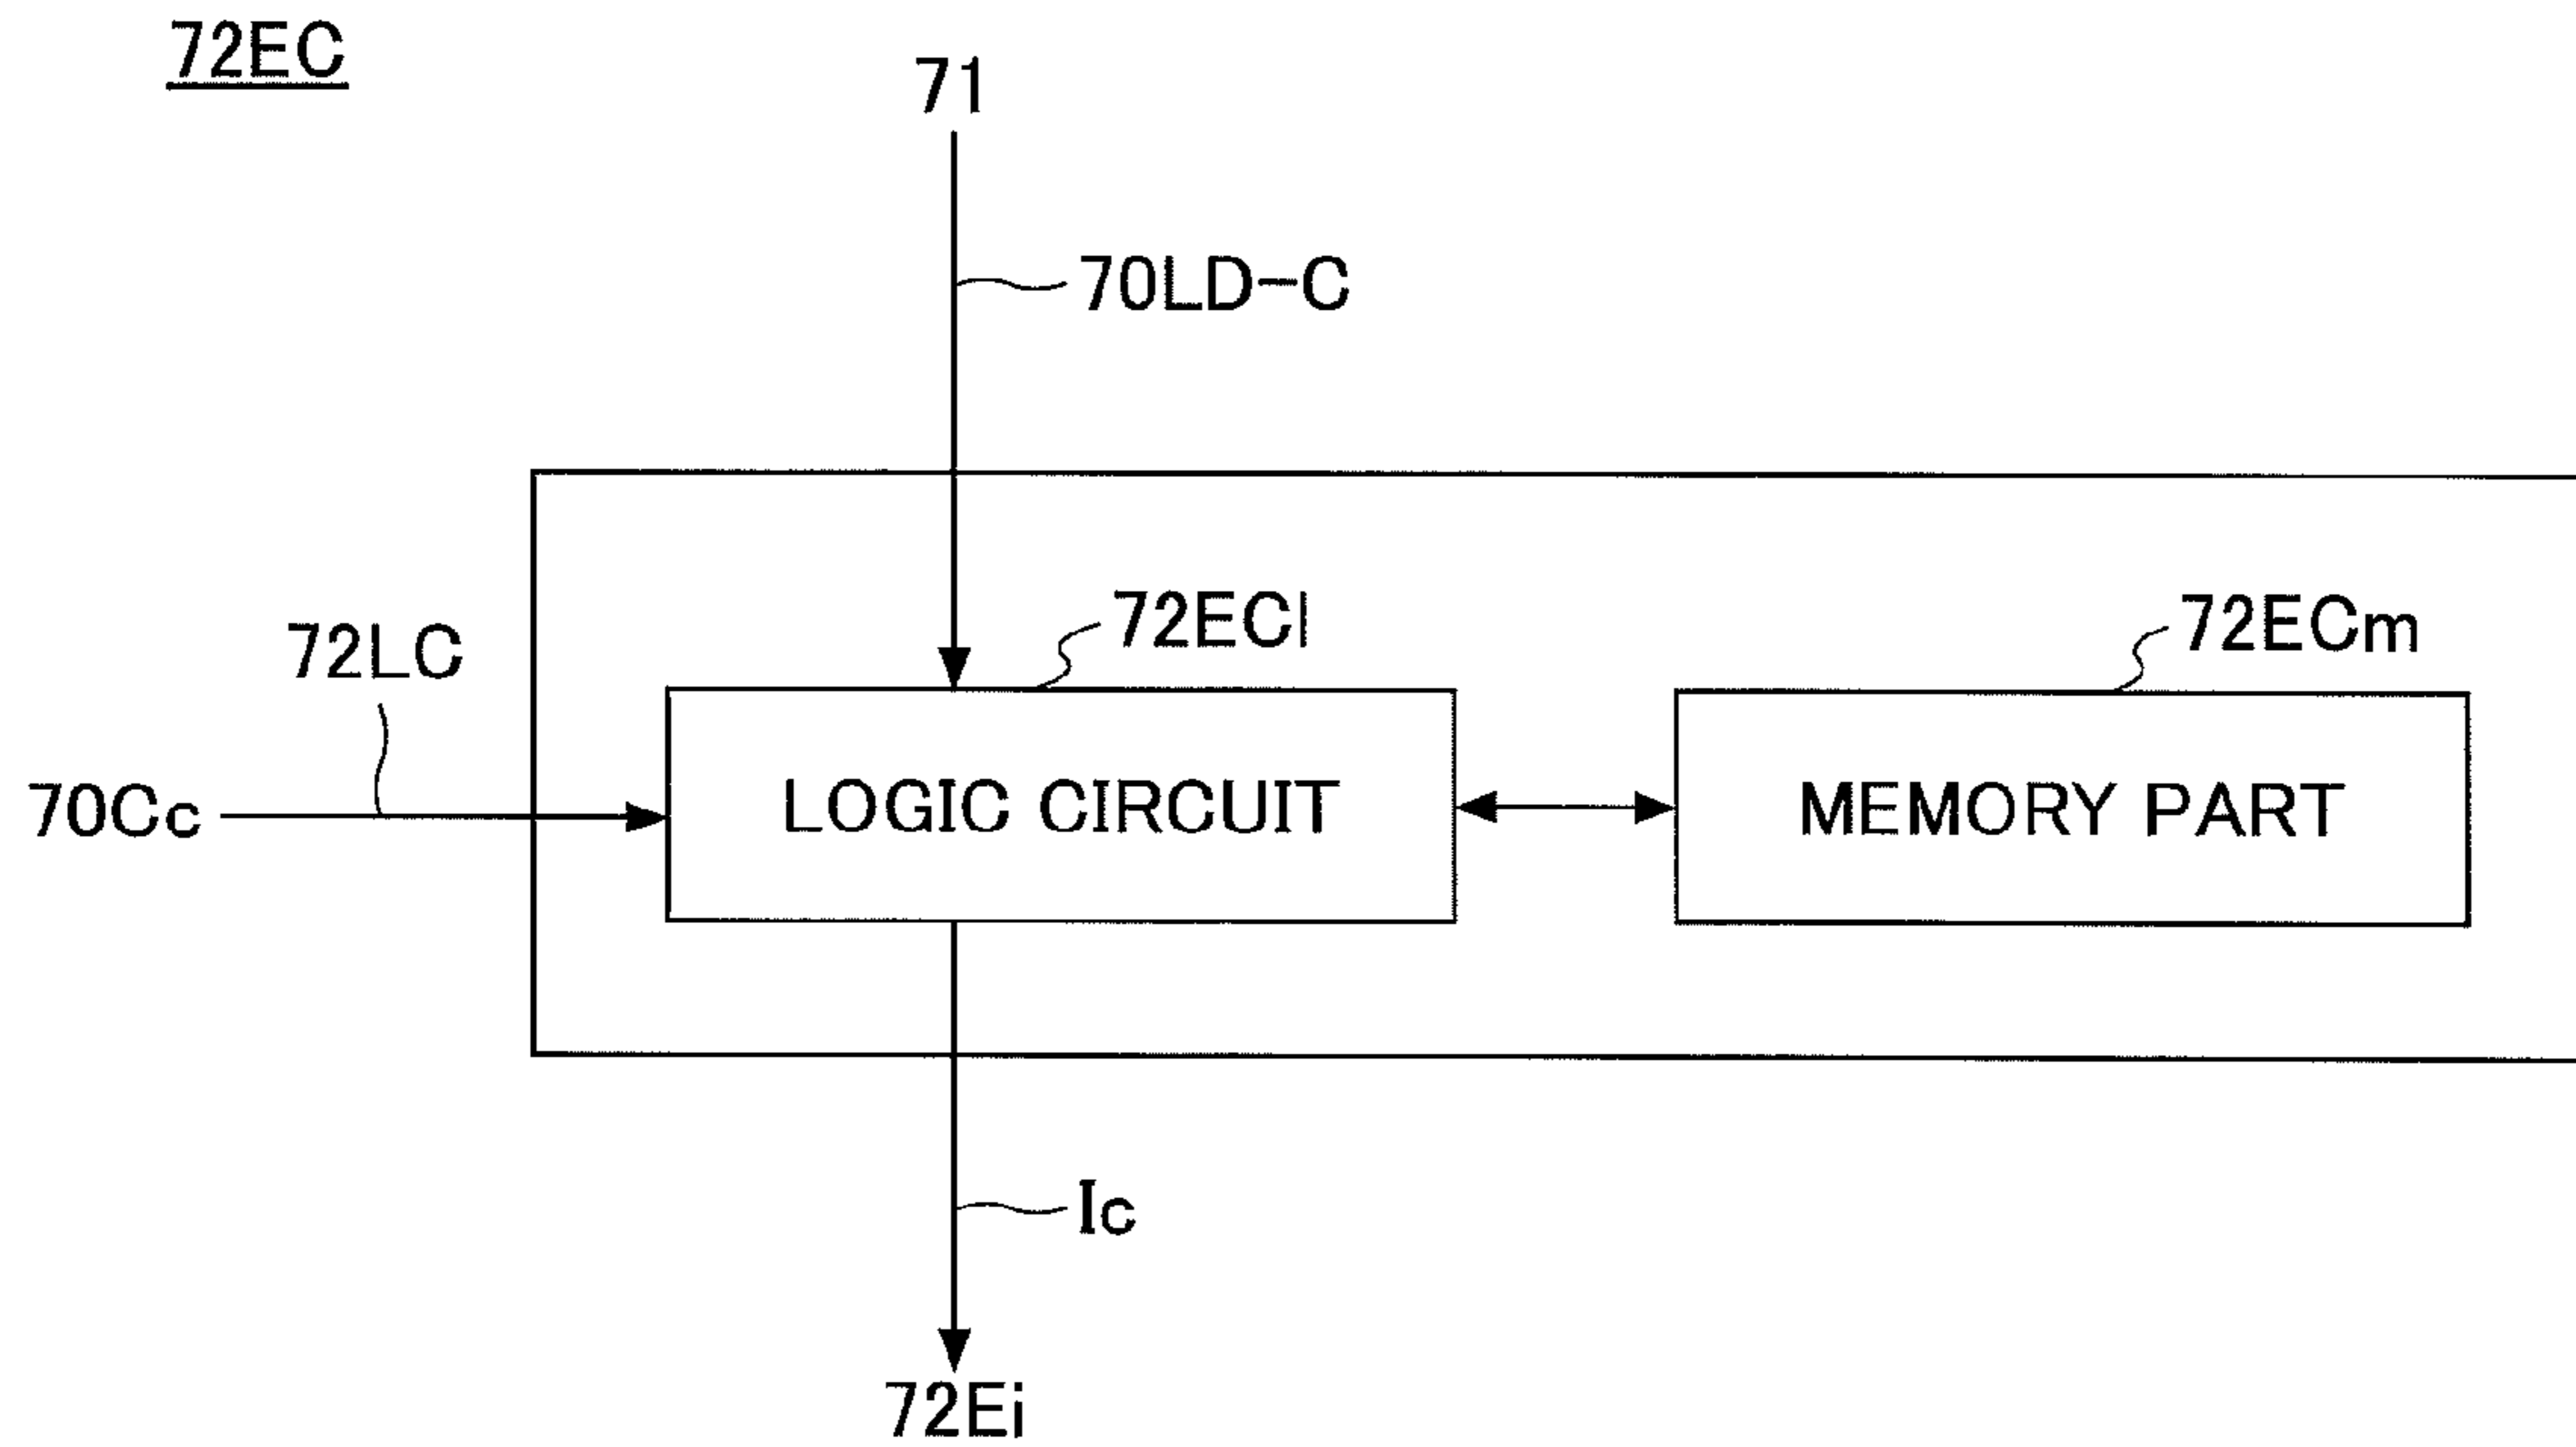 72EC
71
70LD-C
72ECl
72ECm
72LC
70Cc
LOGIC CIRCUIT
MEMORY PART
Ic
72Ei